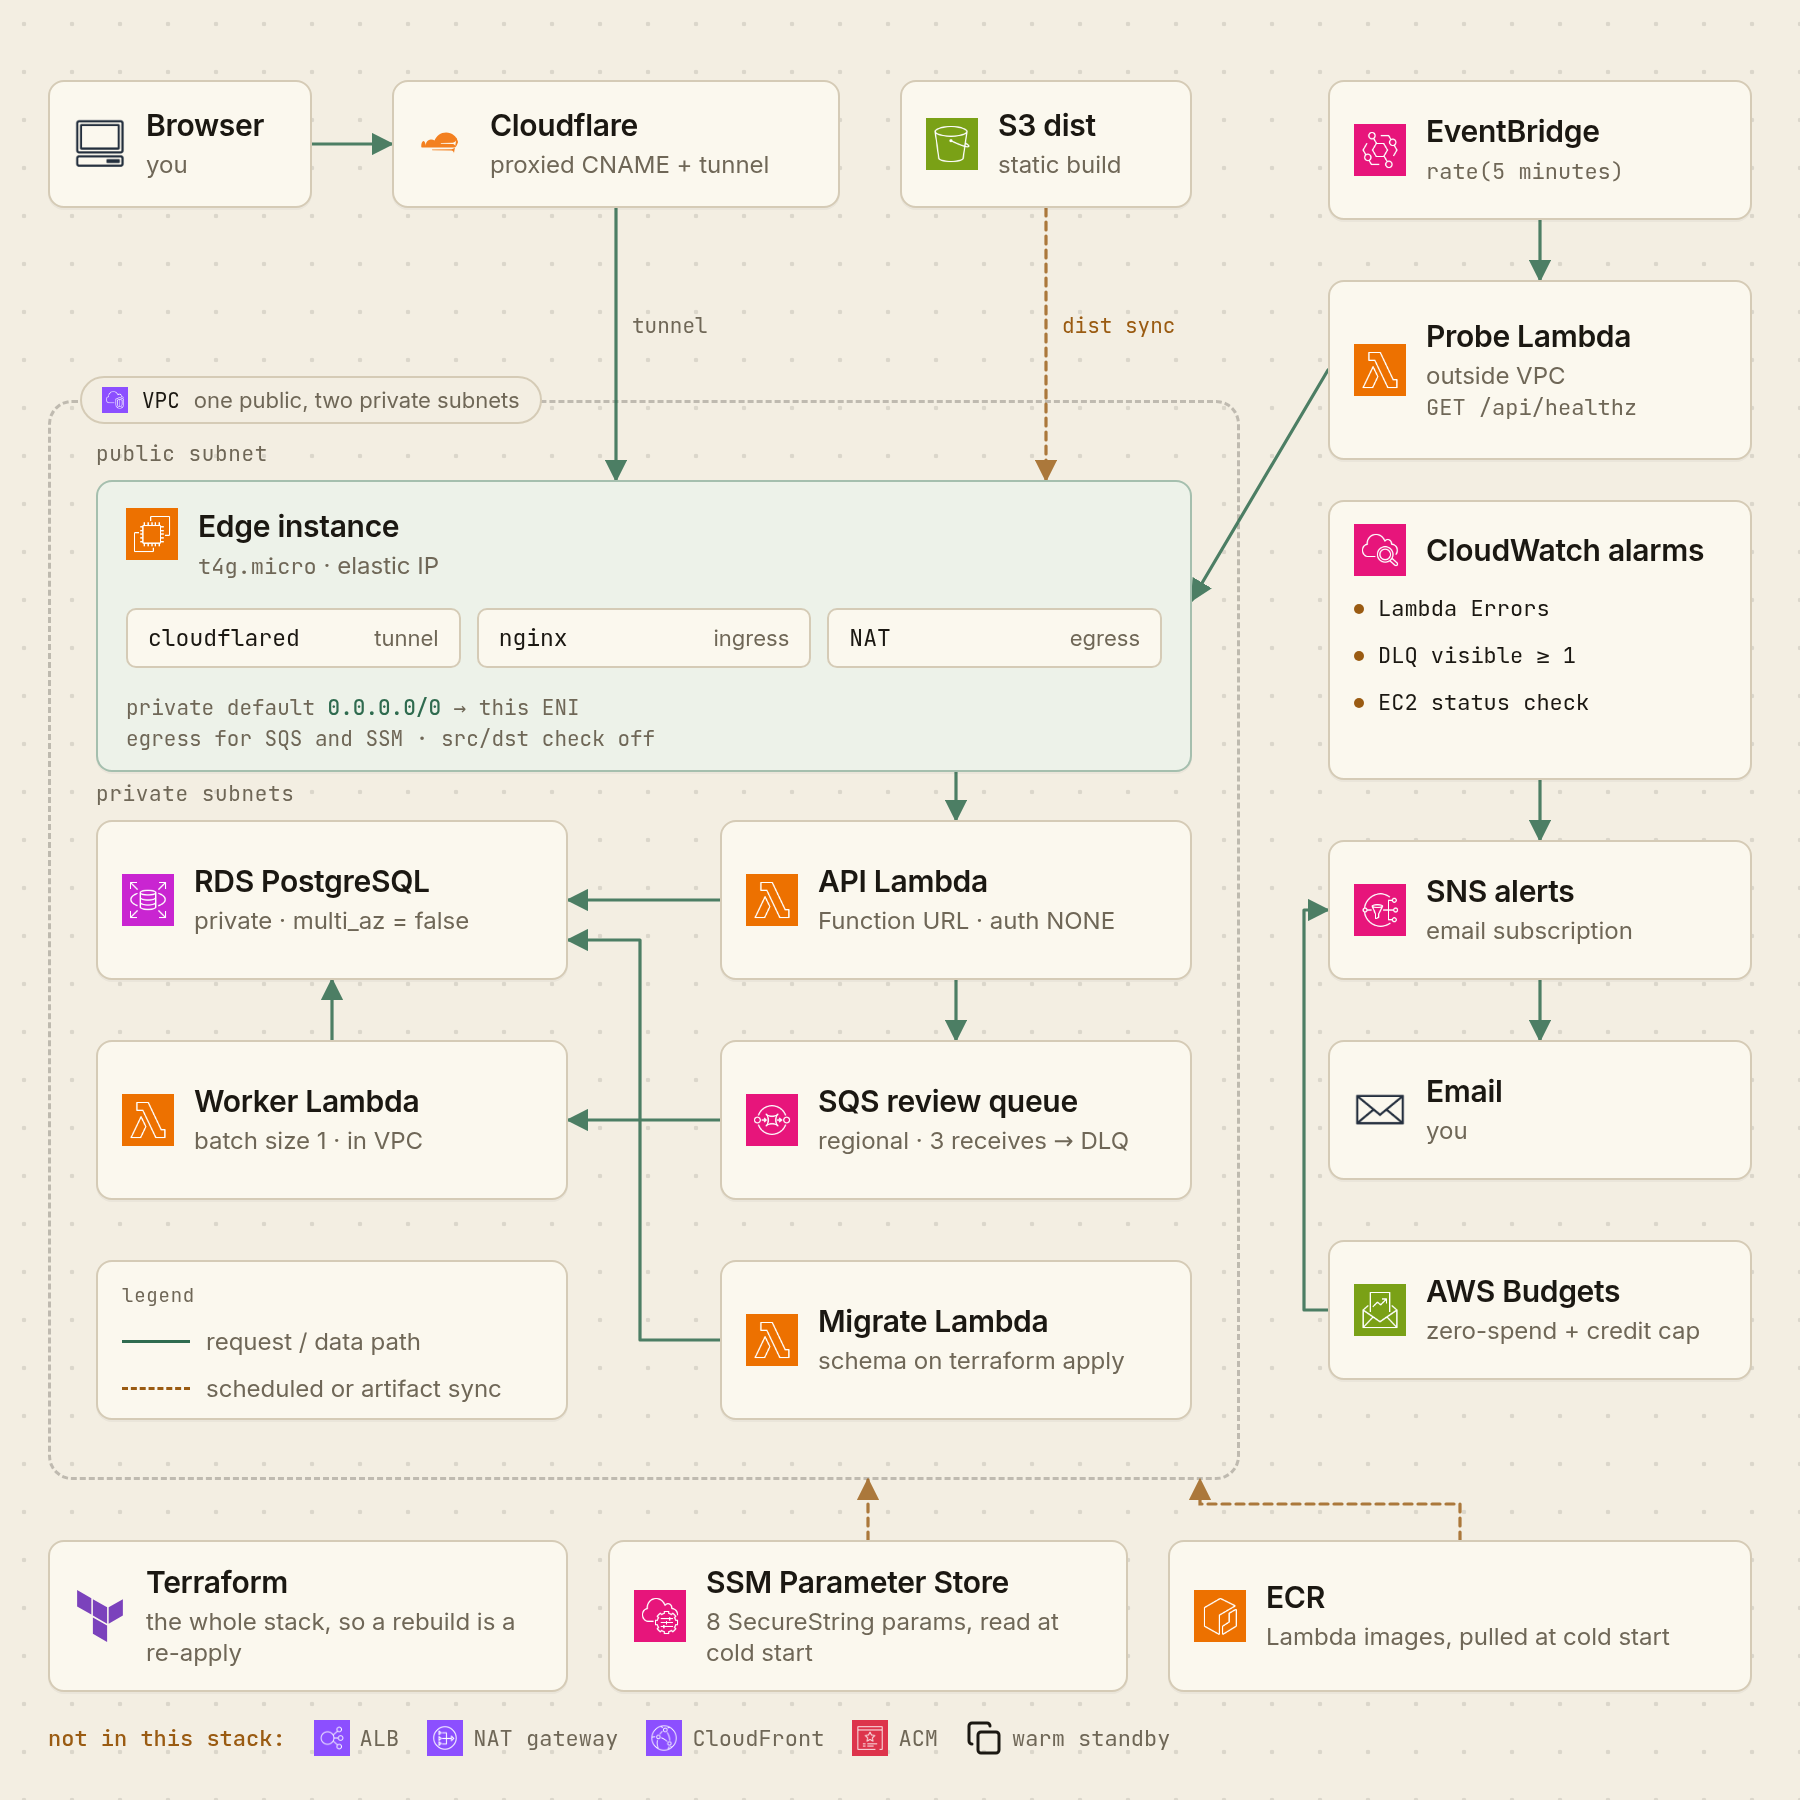 Browser
you
Cloudflare
proxied CNAME + tunnel
S3 dist
static build
EventBridge
rate(5 minutes)
tunnel
dist sync
Probe Lambda
outside VPC
GET /api/healthz
VPC one public, two private subnets
public subnet
Edge instance
t4g.micro · elastic IP
cloudflared tunnel
nginx ingress
NAT egress
private default 0.0.0.0/0 → this ENI
egress for SQS and SSM · src/dst check off
CloudWatch alarms
Lambda Errors
DLQ visible ≥ 1
EC2 status check
private subnets
RDS PostgreSQL
private · multi_az = false
API Lambda
Function URL · auth NONE
SNS alerts
email subscription
Worker Lambda
batch size 1 · in VPC
SQS review queue
regional · 3 receives → DLQ
Email
you
legend
request / data path
scheduled or artifact sync
Migrate Lambda
schema on terraform apply
AWS Budgets
zero-spend + credit cap
Terraform
the whole stack, so a rebuild is a
re-apply
SSM Parameter Store
8 SecureString params, read at
cold start
ECR
Lambda images, pulled at cold start
not in this stack: ALB NAT gateway CloudFront ACM warm standby